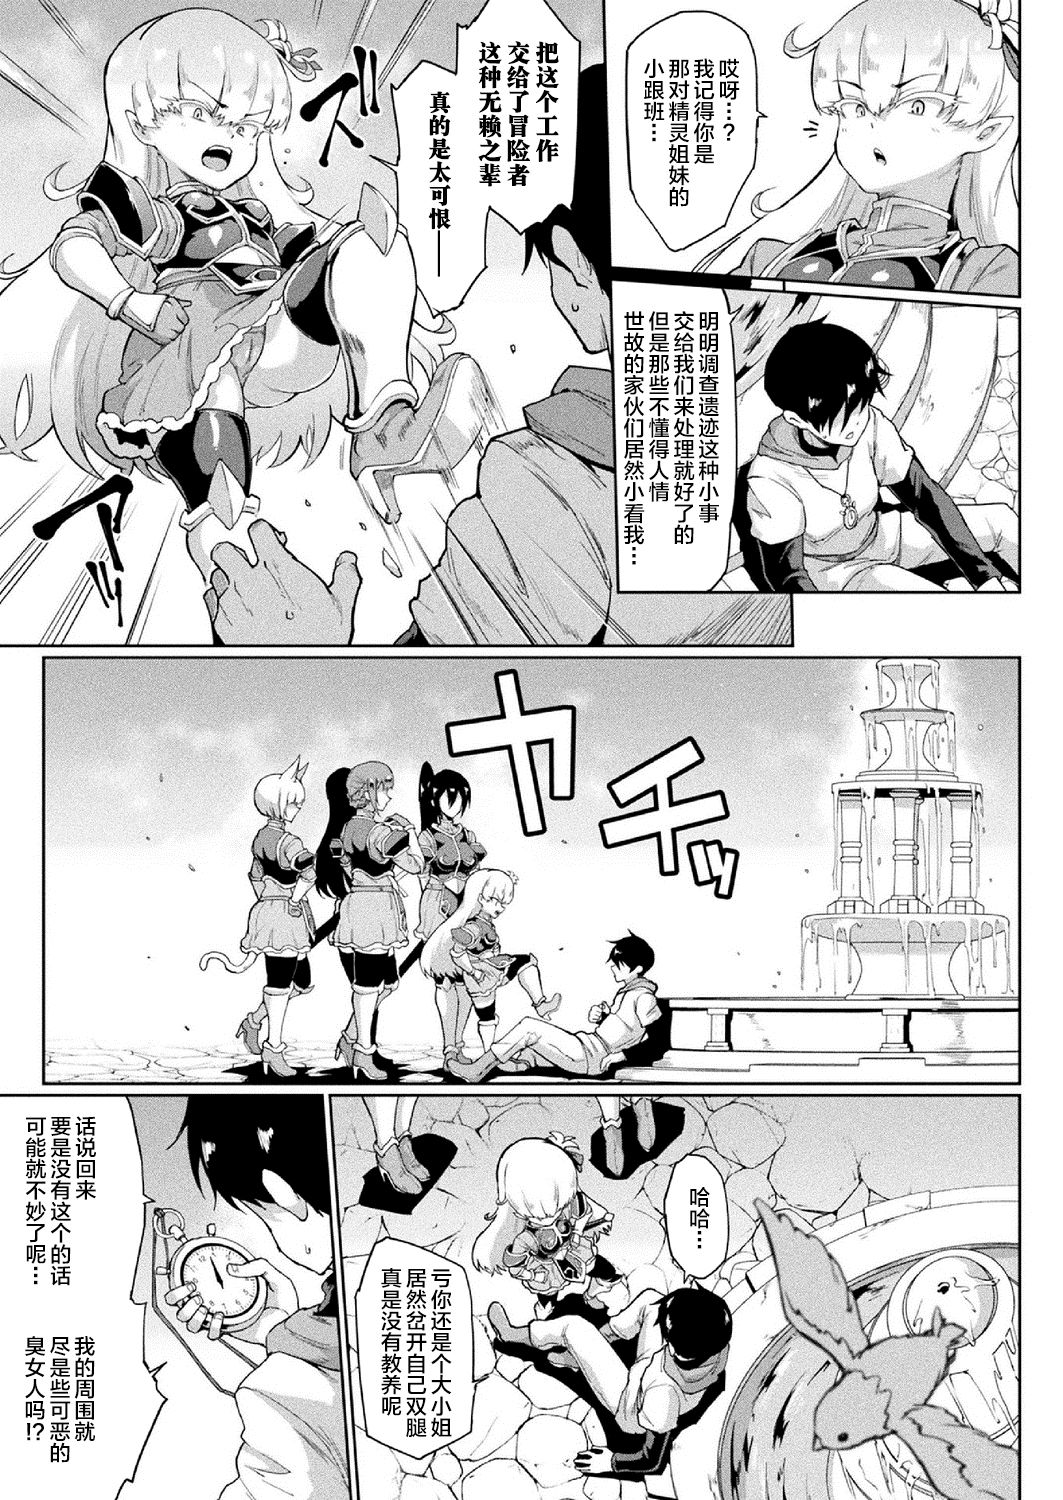 哎呀…?
我记得你是
那对精灵姐妹的
小跟班…
明明调查遗迹这种小事
交给我们来处理就好了的
但是那些不懂得人情
世故的家伙们居然小看我…
把这个工作
交给了冒险者
这种无赖之辈
真的是太可恨——
ズボッ
カチッ
哈哈…
亏你还是个大小姐
居然岔开自己双腿
真是没有教养呢
话说回来
要是没有这个的话
可能就不妙了呢…
我的周围就
尽是些可恶的
臭女人吗!?